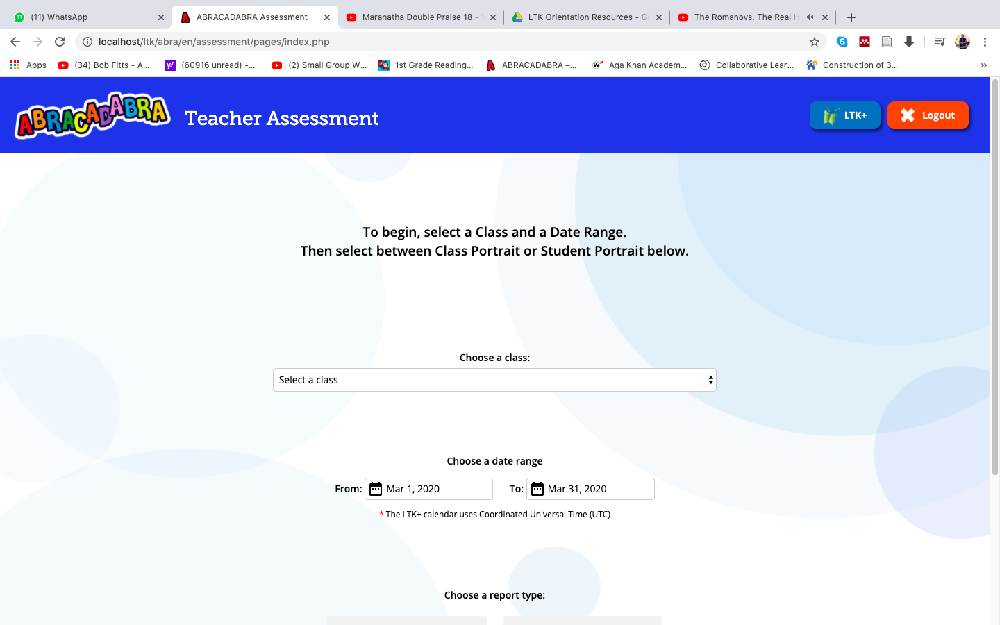 (11) WhatsApp
ABRACADABRA Assessment
Maranatha Double Praise 18 -
LTK Orientation Resources - G
The Romanovs. The Real H
localhost/ltk/abra/en/assessment/pages/index.php
Apps
(34) Bob Fitts - A...
(60916 unread) -...
(2) Small Group W...
1st Grade Reading...
ABRACADABRA –...
Aga Khan Academ...
Collaborative Lear...
Construction of 3...
»
ABRACADABRA
Teacher Assessment
LTK+
Logout
To begin, select a Class and a Date Range.
Then select between Class Portrait or Student Portrait below.
Choose a class:
Select a class
Choose a date range
From: Mar 1, 2020 To: Mar 31, 2020
* The LTK+ calendar uses Coordinated Universal Time (UTC)
Choose a report type: